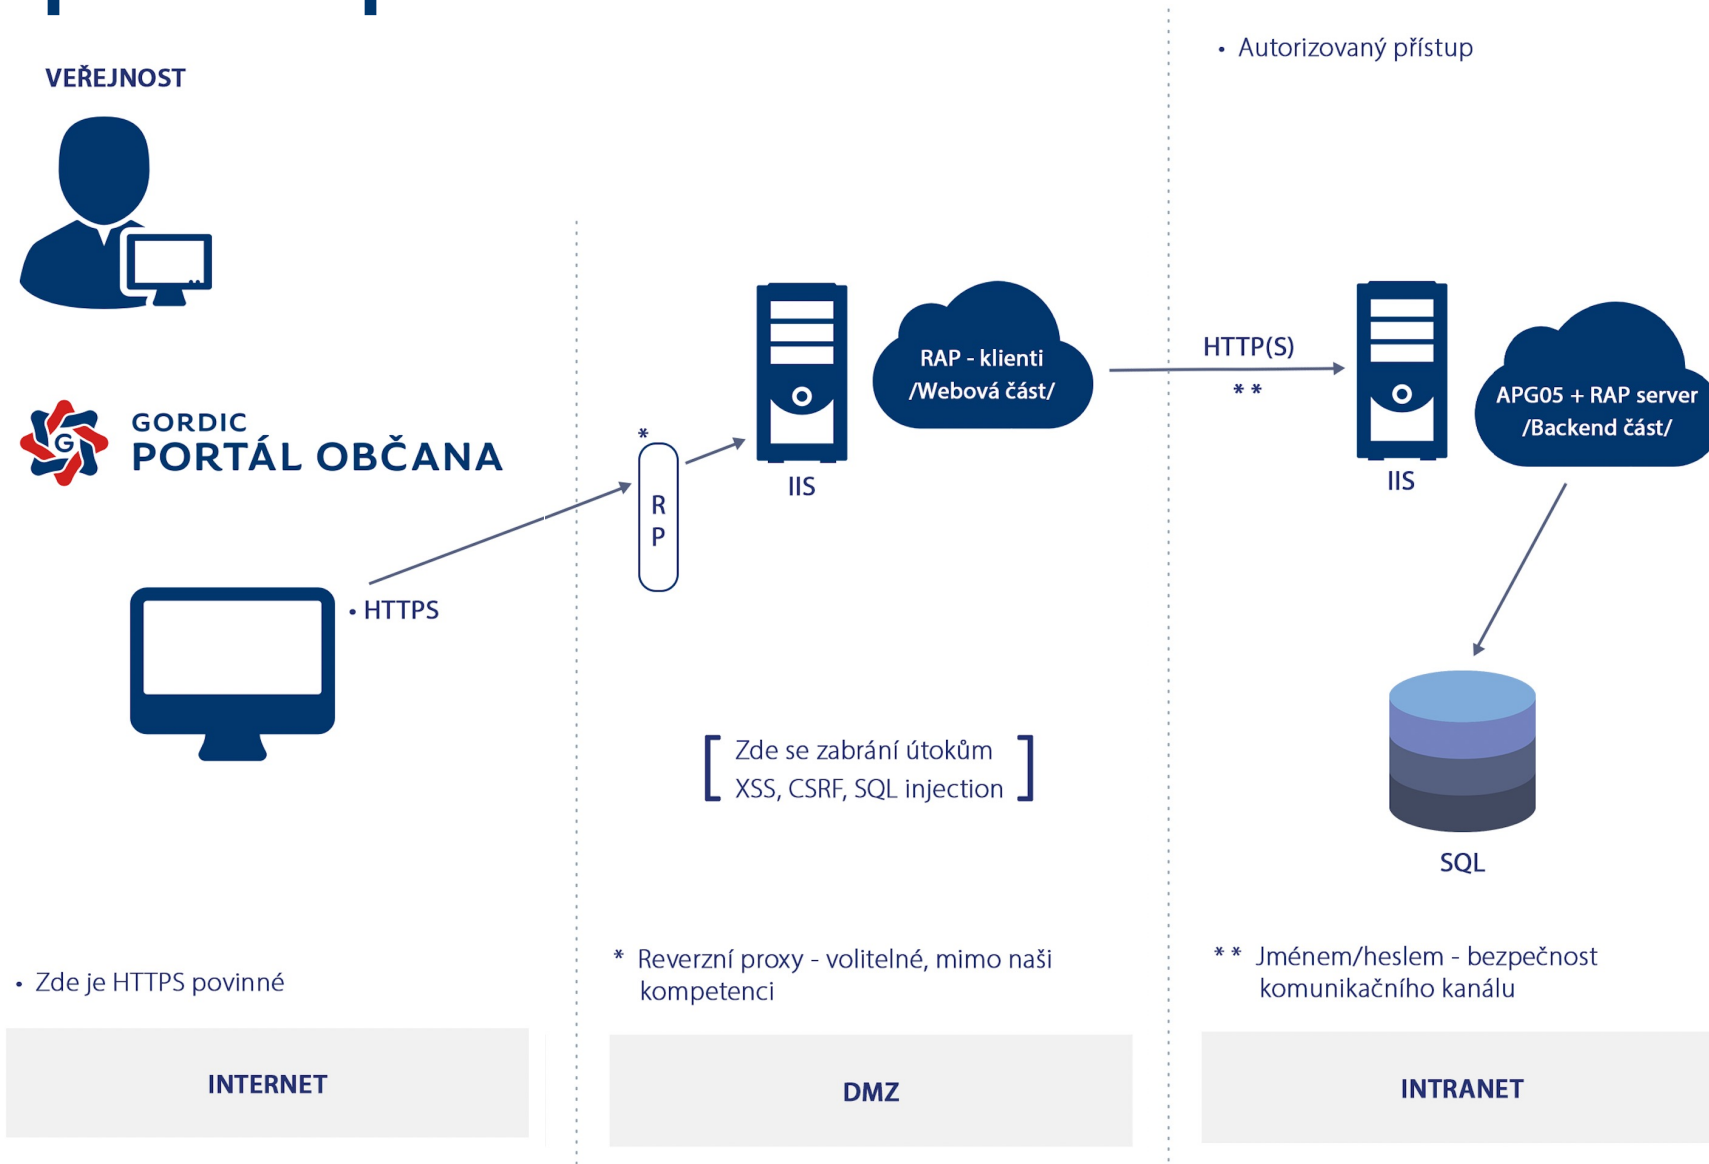 VEŘEJNOST
GORDIC
PORTÁL OBČANA
G
• HTTPS
• Zde je HTTPS povinné
INTERNET
*
R
P
IIS
RAP - klienti
/Webová část/
Zde se zabrání útokům
XSS, CSRF, SQL injection
* Reverzní proxy - volitelné, mimo naši
kompetenci
DMZ
• Autorizovaný přístup
HTTP(S)
* *
IIS
APG05 + RAP server
/Backend část/
SQL
* * Jménem/heslem - bezpečnost
komunikačního kanálu
INTRANET